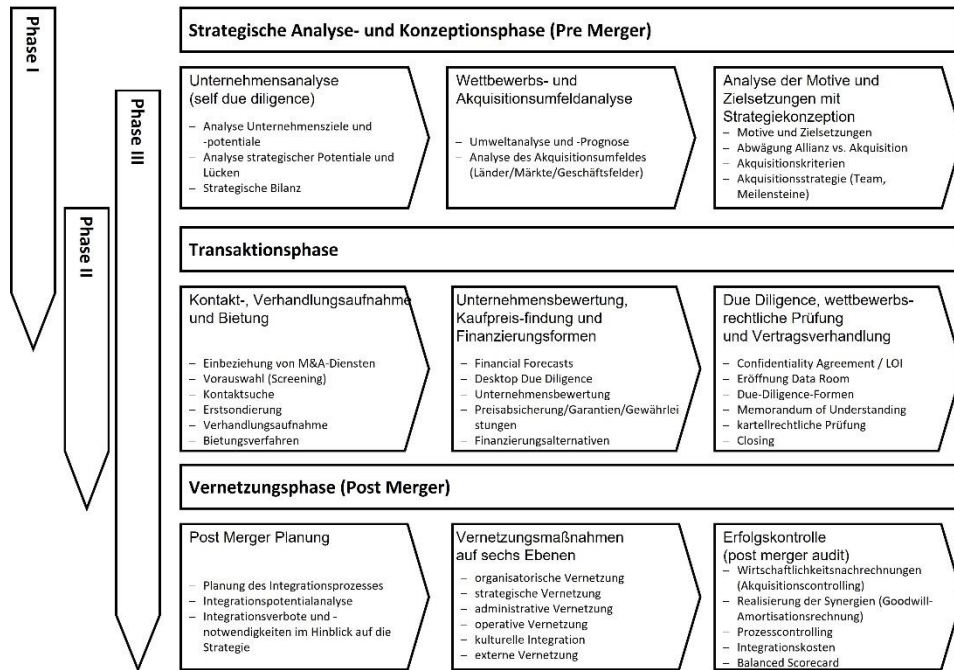 Phase I
Phase II
Phase III
Strategische Analyse- und Konzeptionsphase (Pre Merger)
Unternehmensanalyse
(self due diligence)
– Analyse Unternehmensziele und
-potentiale
– Analyse strategischer Potentiale und
Lücken
– Strategische Bilanz
Wettbewerbs- und
Akquisitionsumfeldanalyse
– Umweltanalyse und -Prognose
– Analyse des Akquisitionsumfeldes
(Länder/Märkte/Geschäftsfelder)
Analyse der Motive und
Zielsetzungen mit
Strategiekonzeption
– Motive und Zielsetzungen
– Abwägung Allianz vs. Akquisition
– Akquisitionskriterien
– Akquisitionsstrategie (Team,
Meilensteine)
Transaktionsphase
Kontakt-, Verhandlungsaufnahme
und Bietung
– Einbeziehung von M&A-Diensten
– Vorauswahl (Screening)
– Kontaktsuche
– Erstsondierung
– Verhandlungsaufnahme
– Bietungsverfahren
Unternehmensbewertung,
Kaufpreis-findung und
Finanzierungsformen
– Financial Forecasts
– Desktop Due Diligence
– Unternehmensbewertung
– Preisabsicherung/Garantien/Gewährlei
stungen
– Finanzierungsalternativen
Due Diligence, wettbewerbs-
rechtliche Prüfung
und Vertragsverhandlung
– Confidentiality Agreement / LOI
– Eröffnung Data Room
– Due-Diligence-Formen
– Memorandum of Understanding
– kartellrechtliche Prüfung
– Closing
Vernetzungsphase (Post Merger)
Post Merger Planung
– Planung des Integrationsprozesses
– Integrationspotentialanalyse
– Integrationsverbote und -
notwendigkeiten im Hinblick auf die
Strategie
Vernetzungsmaßnahmen
auf sechs Ebenen
– organisatorische Vernetzung
– strategische Vernetzung
– administrative Vernetzung
– operative Vernetzung
– kulturelle Integration
– externe Vernetzung
Erfolgskontrolle
(post merger audit)
– Wirtschaftlichkeitsnachrechnungen
(Akquisitionscontrolling)
– Realisierung der Synergien (Goodwill-
Amortisationsrechnung)
– Prozesscontrolling
– Integrationskosten
– Balanced Scorecard